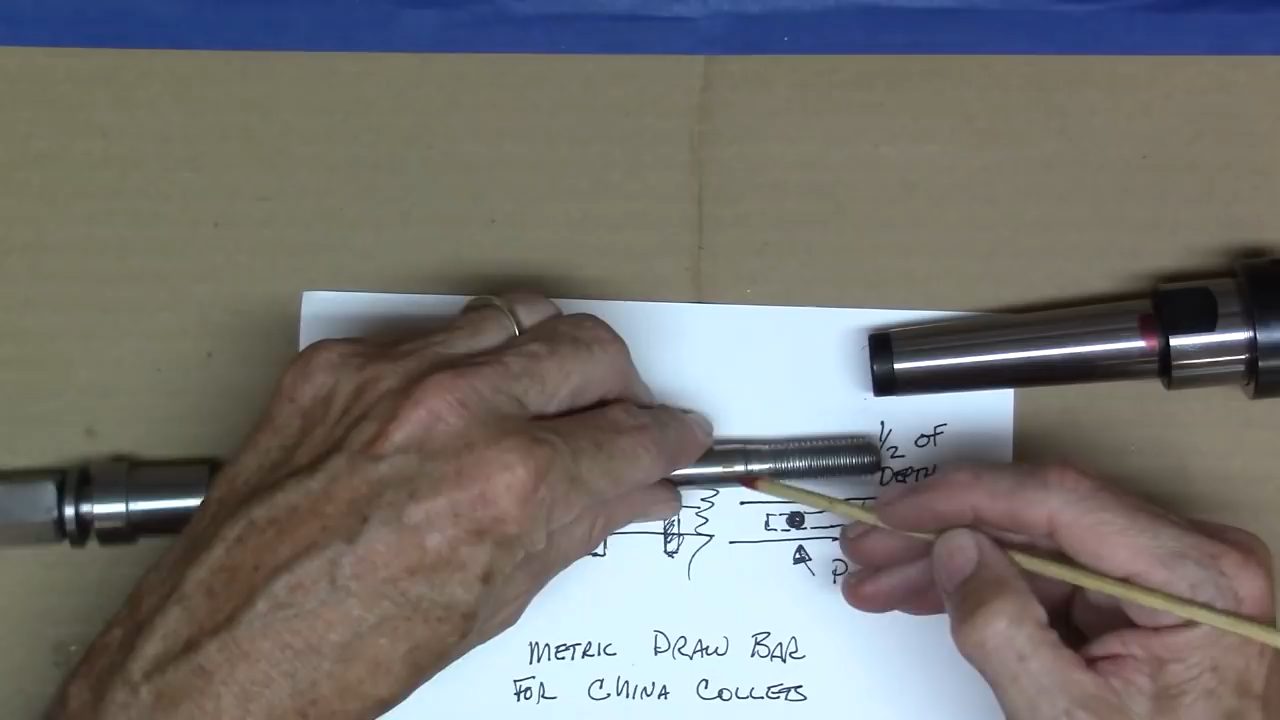 1/2 OF
DEPTH
P
METRIC DRAW BAR
FOR CHINA COLLETS